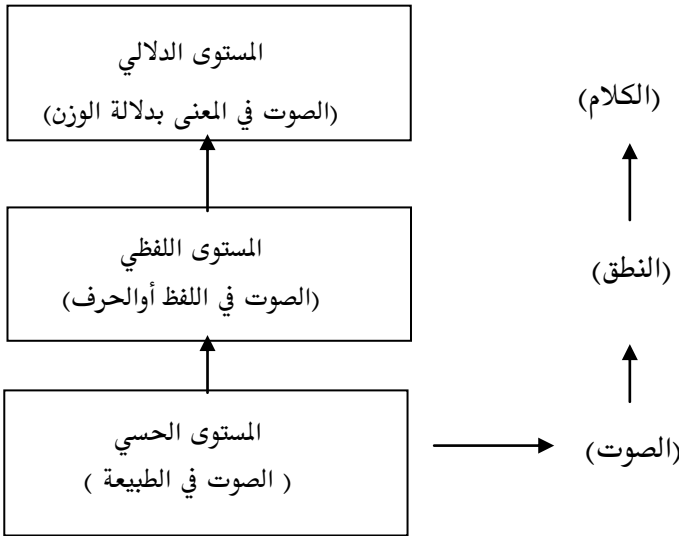 المستوى الدلالي
(الصوت في المعنى بدلالة الوزن)
(الكلام)
المستوى اللفظي
(الصوت في اللفظ أوالحرف)
(النطق)
المستوى الحسي
( الصوت في الطبيعة )
(الصوت)